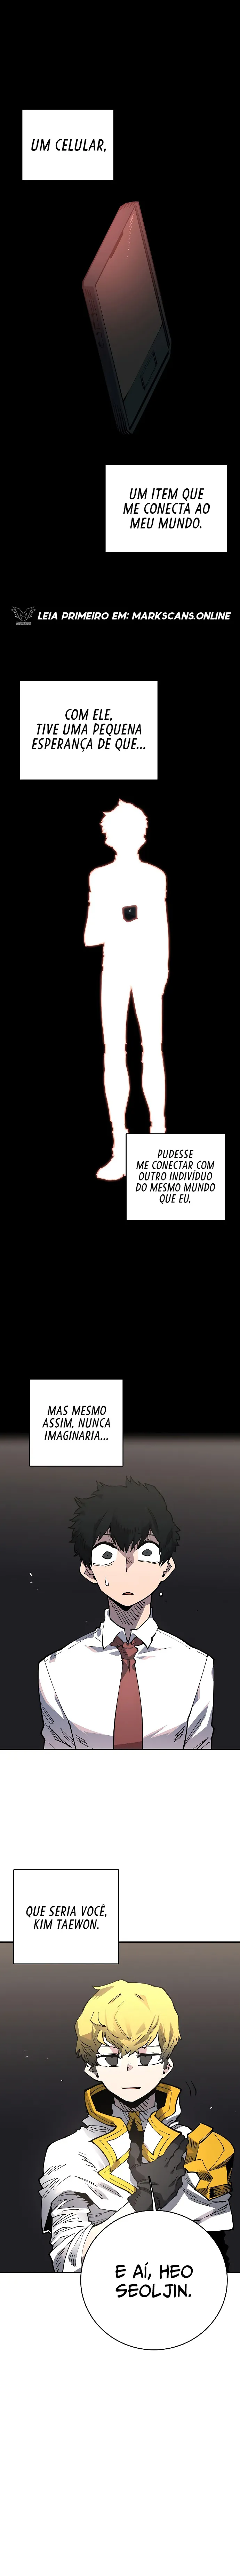 UM CELULAR,
UM ITEM QUE
ME CONECTA AO
MEU MUNDO.
LEIA PRIMEIRO EM: MARKSCANS.ONLINE
COM ELE,
TIVE UMA PEQUENA
ESPERANÇA DE QUE...
PUDESSE
ME CONECTAR COM
OUTRO INDIVÍDUO
DO MESMO MUNDO
QUE EU,
MAS MESMO
ASSIM, NUNCA
IMAGINARIA...
QUE SERIA VOCÊ,
KIM TAEWON.
E AÍ, HEO
SEOLJIN.